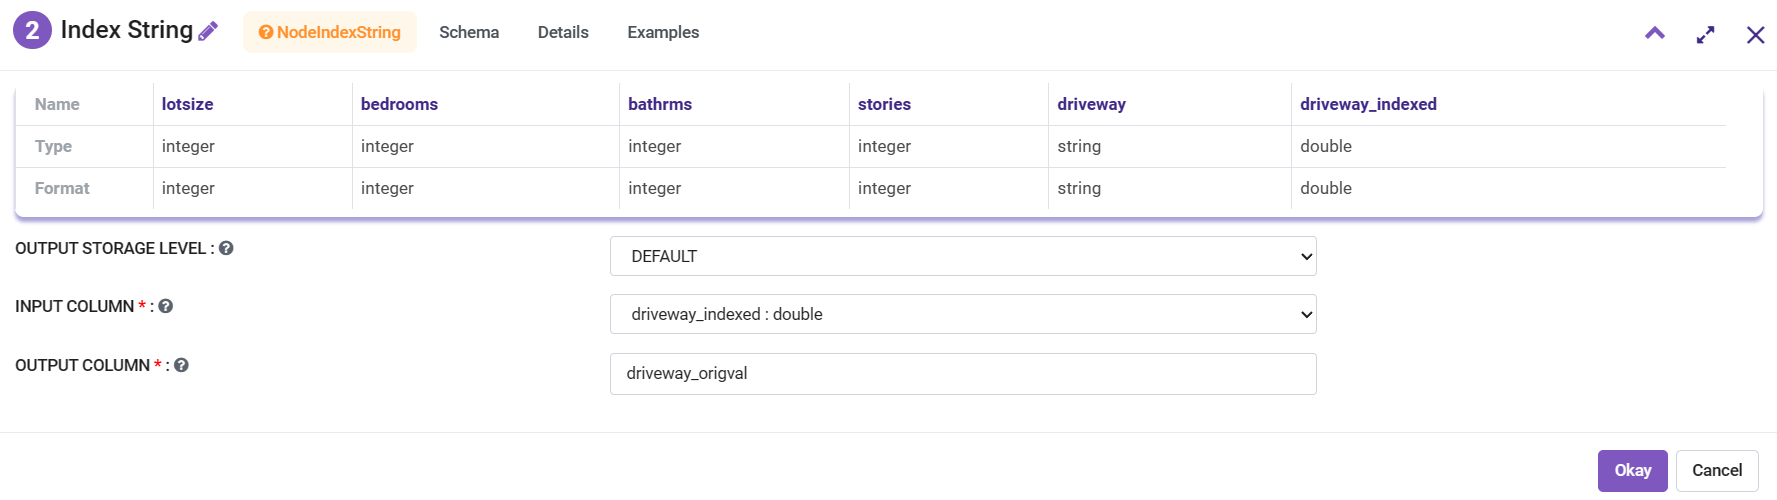 2 Index String NodeIndexString Schema Details Examples
Name lotsize bedrooms bathrms stories driveway driveway_indexed
Type integer integer integer integer string double
Format integer integer integer integer string double
OUTPUT STORAGE LEVEL : DEFAULT
INPUT COLUMN * : driveway_indexed : double
OUTPUT COLUMN * : driveway_origval
Okay Cancel